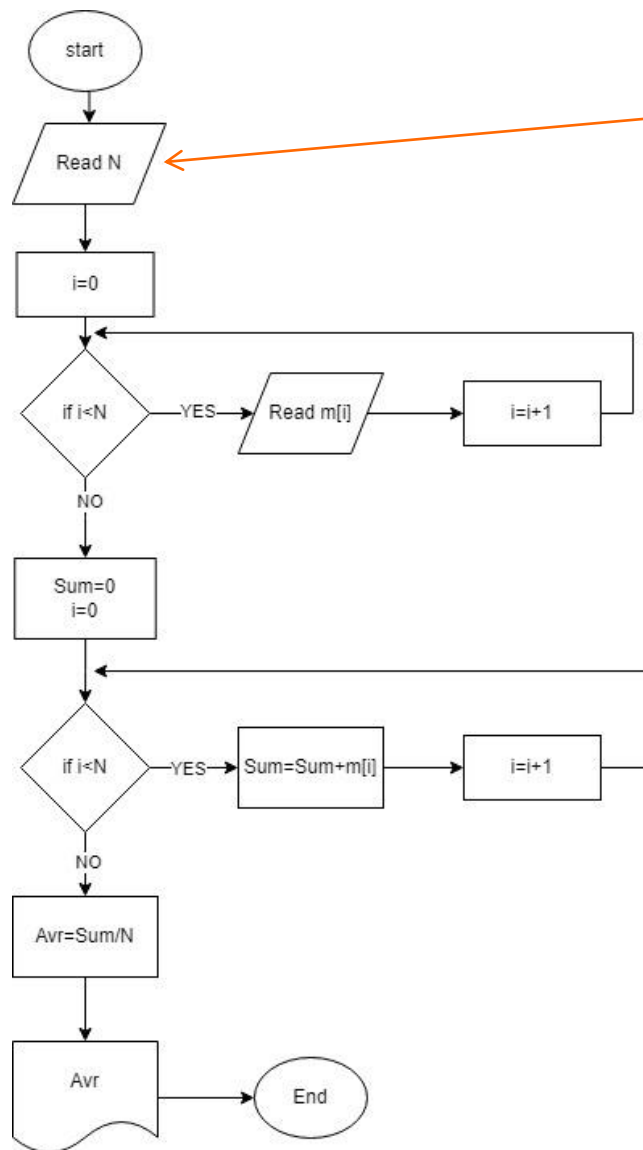 start
Read N
i=0
if i<N
YES
Read m[i]
i=i+1
NO
Sum=0
i=0
if i<N
YES
Sum=Sum+m[i]
i=i+1
NO
Avr=Sum/N
Avr
End